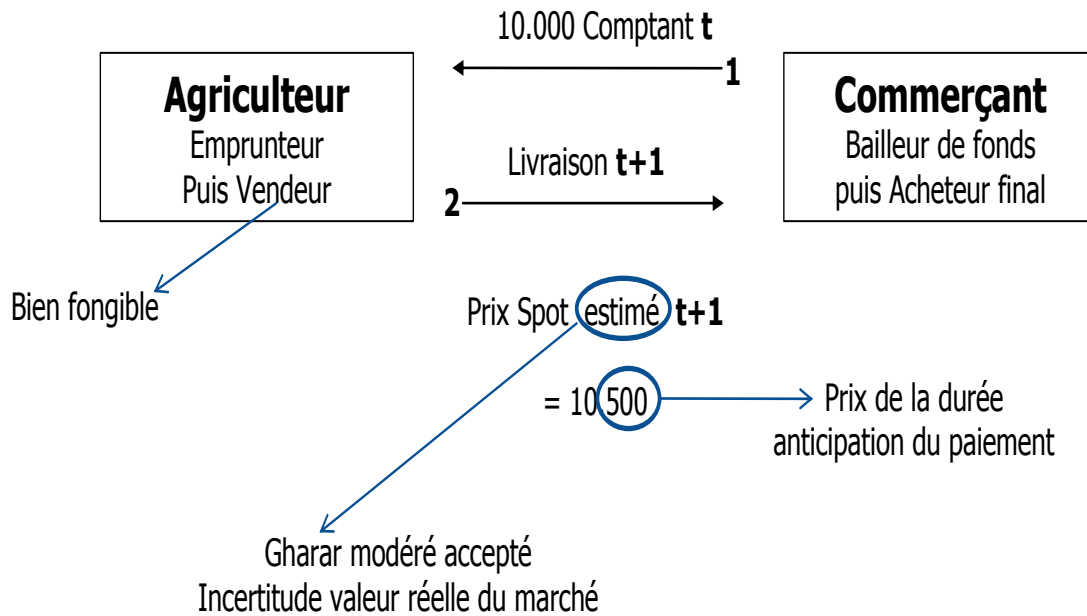 10.000 Comptant t
1
Agriculteur
Emprunteur
Puis Vendeur
Commerçant
Bailleur de fonds
puis Acheteur final
Livraison t+1
2
Bien fongible
Prix Spot estimé t+1
= 10.500
Prix de la durée
anticipation du paiement
Gharar modéré accepté
Incertitude valeur réelle du marché